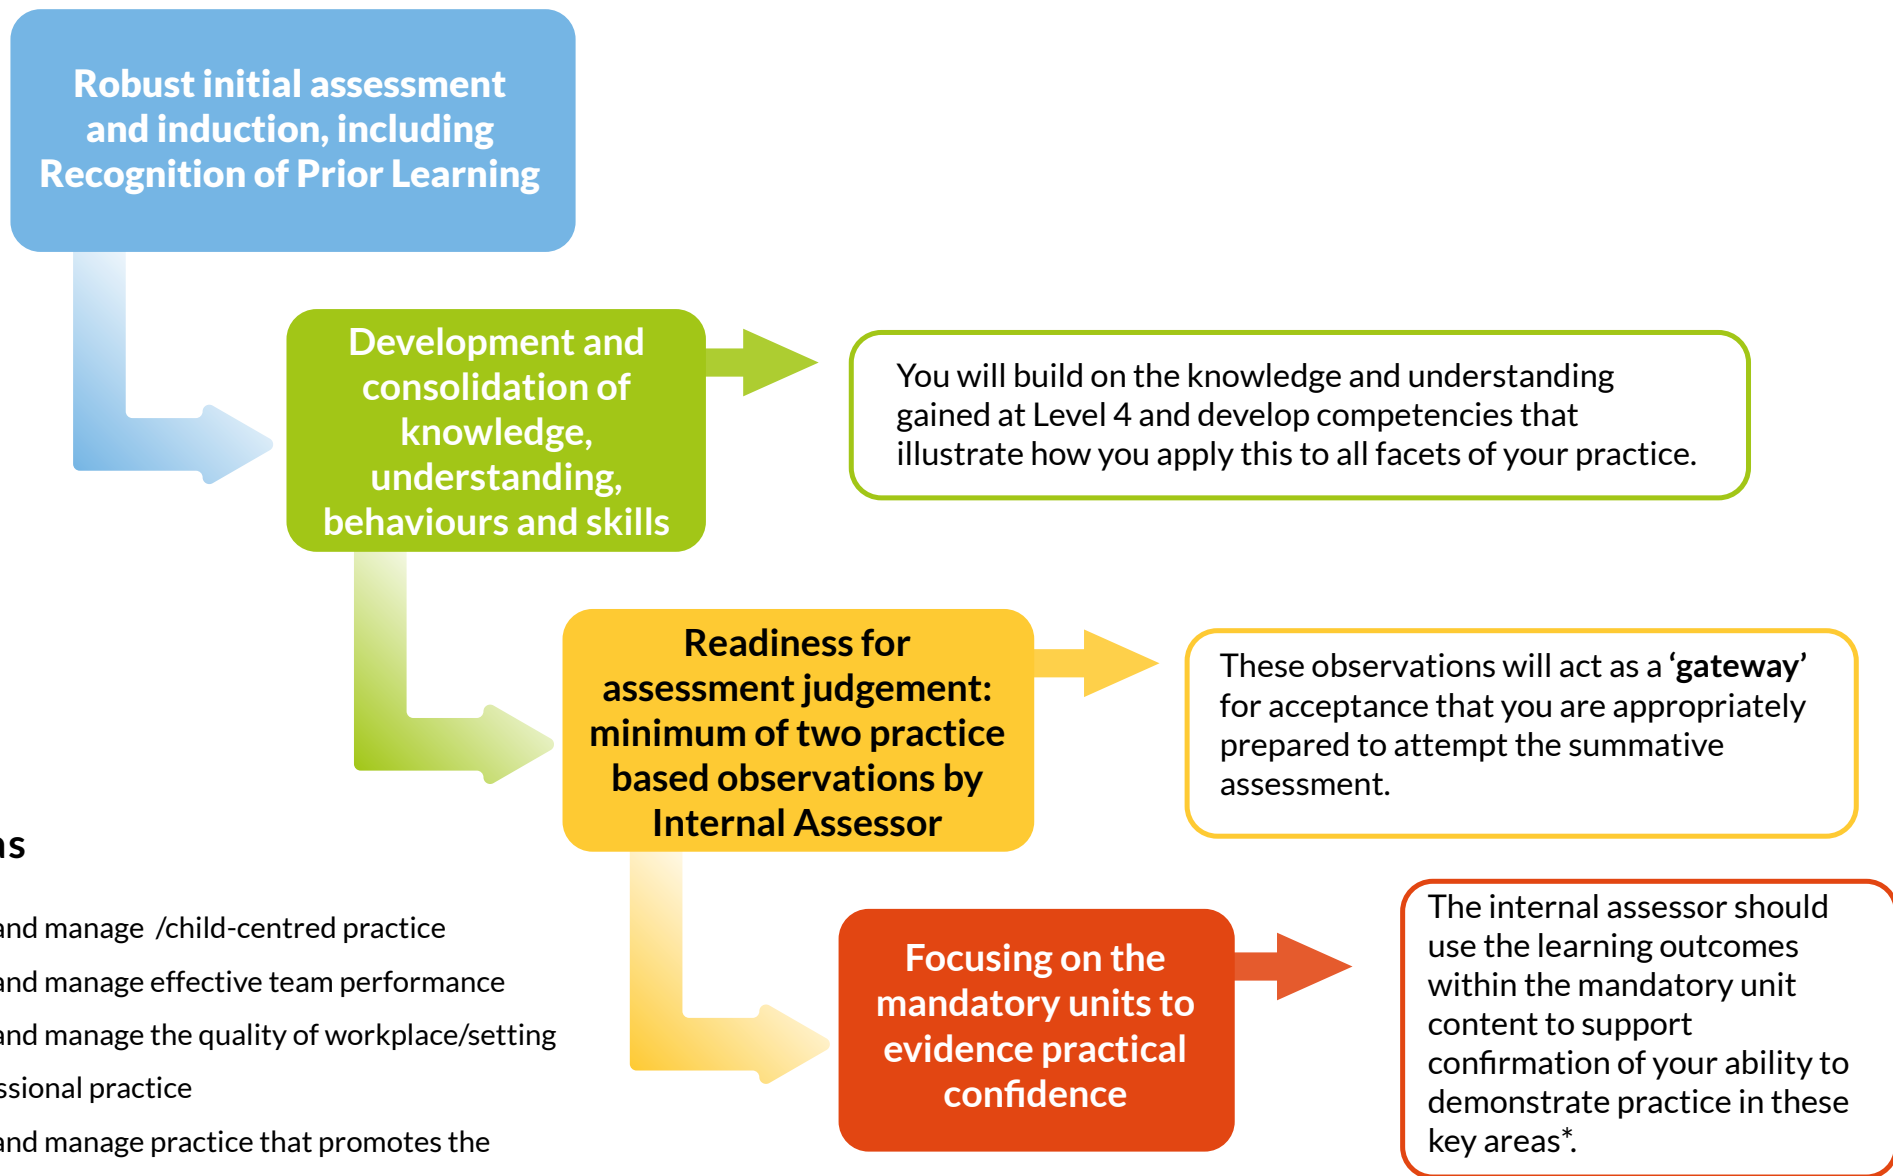 Robust initial assessment
and induction, including
Recognition of Prior Learning
Development and
consolidation of
knowledge,
understanding,
behaviours and skills
You will build on the knowledge and understanding
gained at Level 4 and develop competencies that
illustrate how you apply this to all facets of your practice.
Readiness for
assessment judgement:
minimum of two practice
based observations by
Internal Assessor
These observations will act as a ‘gateway’
for acceptance that you are appropriately
prepared to attempt the summative
assessment.
and manage /child-centred practice
and manage effective team performance
and manage the quality of workplace/setting
practice
and manage practice that promotes the
Focusing on the
mandatory units to
evidence practical
confidence
The internal assessor should
use the learning outcomes
within the mandatory unit
content to support
confirmation of your ability to
demonstrate practice in these
key areas*.